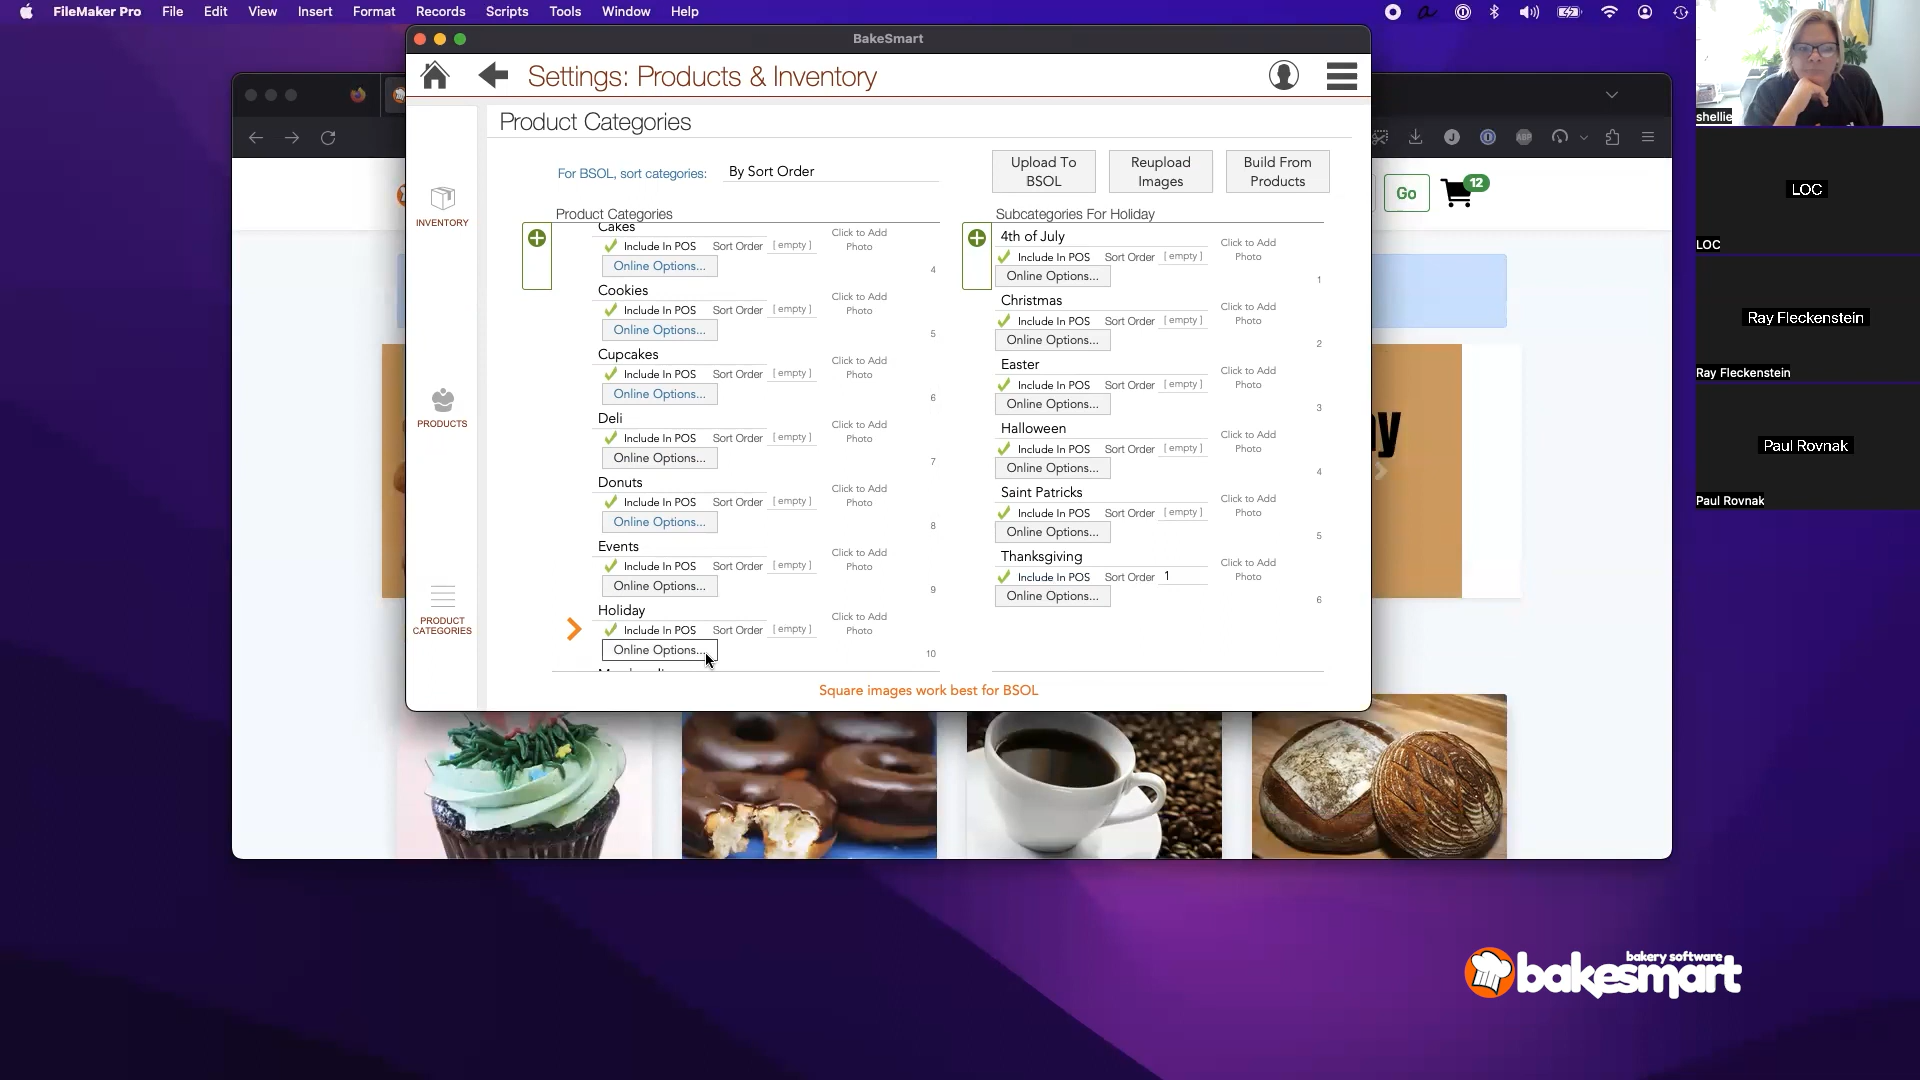 FileMaker Pro File Edit View Insert Format Records Scripts Tools Window Help
BakeSmart
Settings: Products & Inventory
Product Categories
For BSOL, sort categories: By Sort Order
Upload To
BSOL
Reupload
Images
Build From
Products
INVENTORY
PRODUCTS
PRODUCT
CATEGORIES
Product Categories
Cakes
Include In POS Sort Order [ empty ]
Click to Add
Photo
Online Options...
4
Cookies
Include In POS Sort Order [ empty ]
Click to Add
Photo
Online Options...
5
Cupcakes
Include In POS Sort Order [ empty ]
Click to Add
Photo
Online Options...
6
Deli
Include In POS Sort Order [ empty ]
Click to Add
Photo
Online Options...
7
Donuts
Include In POS Sort Order [ empty ]
Click to Add
Photo
Online Options...
8
Events
Include In POS Sort Order [ empty ]
Click to Add
Photo
Online Options...
9
Holiday
Include In POS Sort Order [ empty ]
Click to Add
Photo
Online Options...
10
Subcategories For Holiday
4th of July
Include In POS Sort Order [ empty ]
Click to Add
Photo
Online Options...
1
Christmas
Include In POS Sort Order [ empty ]
Click to Add
Photo
Online Options...
2
Easter
Include In POS Sort Order [ empty ]
Click to Add
Photo
Online Options...
3
Halloween
Include In POS Sort Order [ empty ]
Click to Add
Photo
Online Options...
4
Saint Patricks
Include In POS Sort Order [ empty ]
Click to Add
Photo
Online Options...
5
Thanksgiving
Include In POS Sort Order 1
Click to Add
Photo
Online Options...
6
Square images work best for BSOL
ABP
Go
12
ay
shellie
LOC
LOC
Ray Fleckenstein
Ray Fleckenstein
Paul Rovnak
Paul Rovnak
bakery software
bakesmart